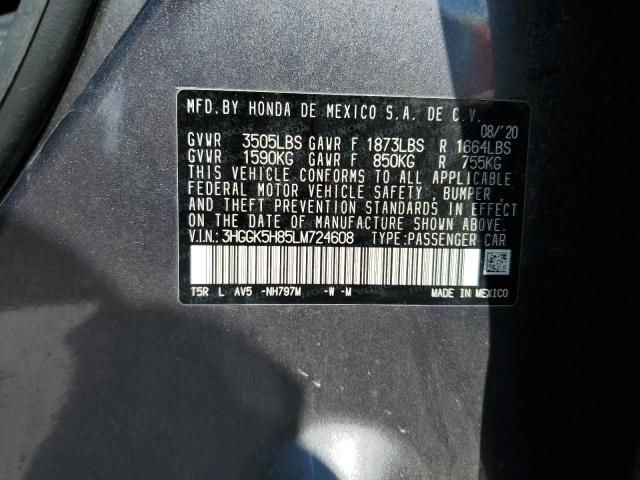 MFD. BY HONDA DE MEXICO S.A. DE C.V.
08/'20
GVWR 3505LBS GAWR F 1873LBS R 1664LBS
GVWR 1590KG GAWR F 850KG R 755KG
THIS VEHICLE CONFORMS TO ALL APPLICABLE
FEDERAL MOTOR VEHICLE SAFETY, BUMPER,
AND THEFT PREVENTION STANDARDS IN EFFECT
ON THE DATE OF MANUFACTURE SHOWN ABOVE.
V.I.N.: 3HGGK5H85LM724608 TYPE: PASSENGER CAR
T5R L AV5 -NH797M -W -M MADE IN MEXICO